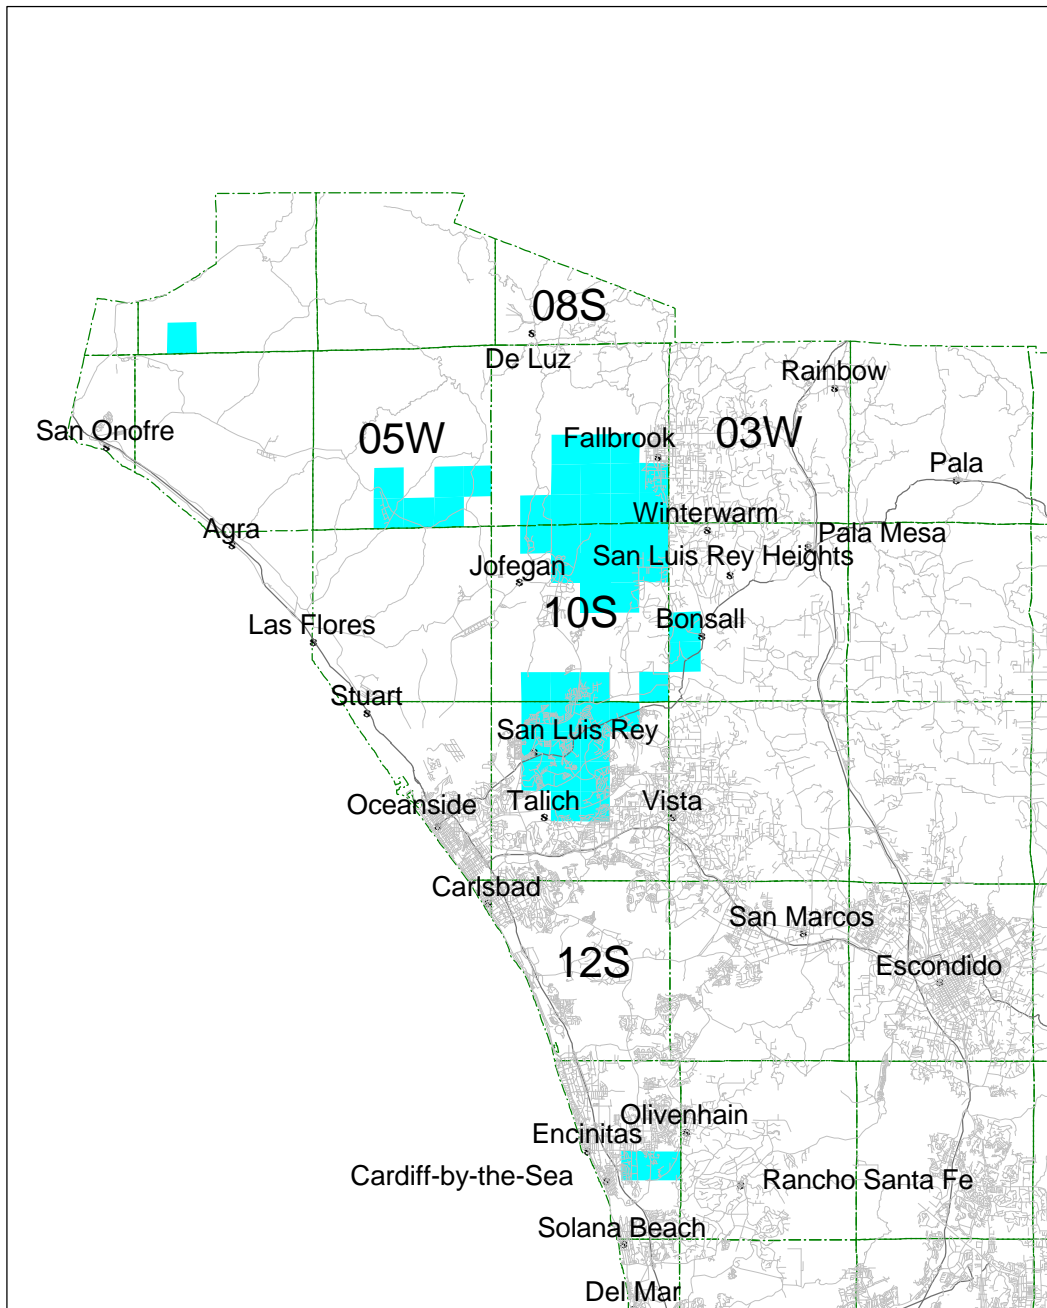 08S
De Luz
Rainbow
San Onofre
05W
Fallbrook
03W
Pala
Agra
Winterwarm
Pala Mesa
Jofegan
San Luis Rey Heights
10S
Las Flores
Bonsall
Stuart
San Luis Rey
Oceanside
Talich
Vista
Carlsbad
San Marcos
12S
Escondido
Olivenhain
Encinitas
Cardiff-by-the-Sea
Rancho Santa Fe
Solana Beach
Del Mar